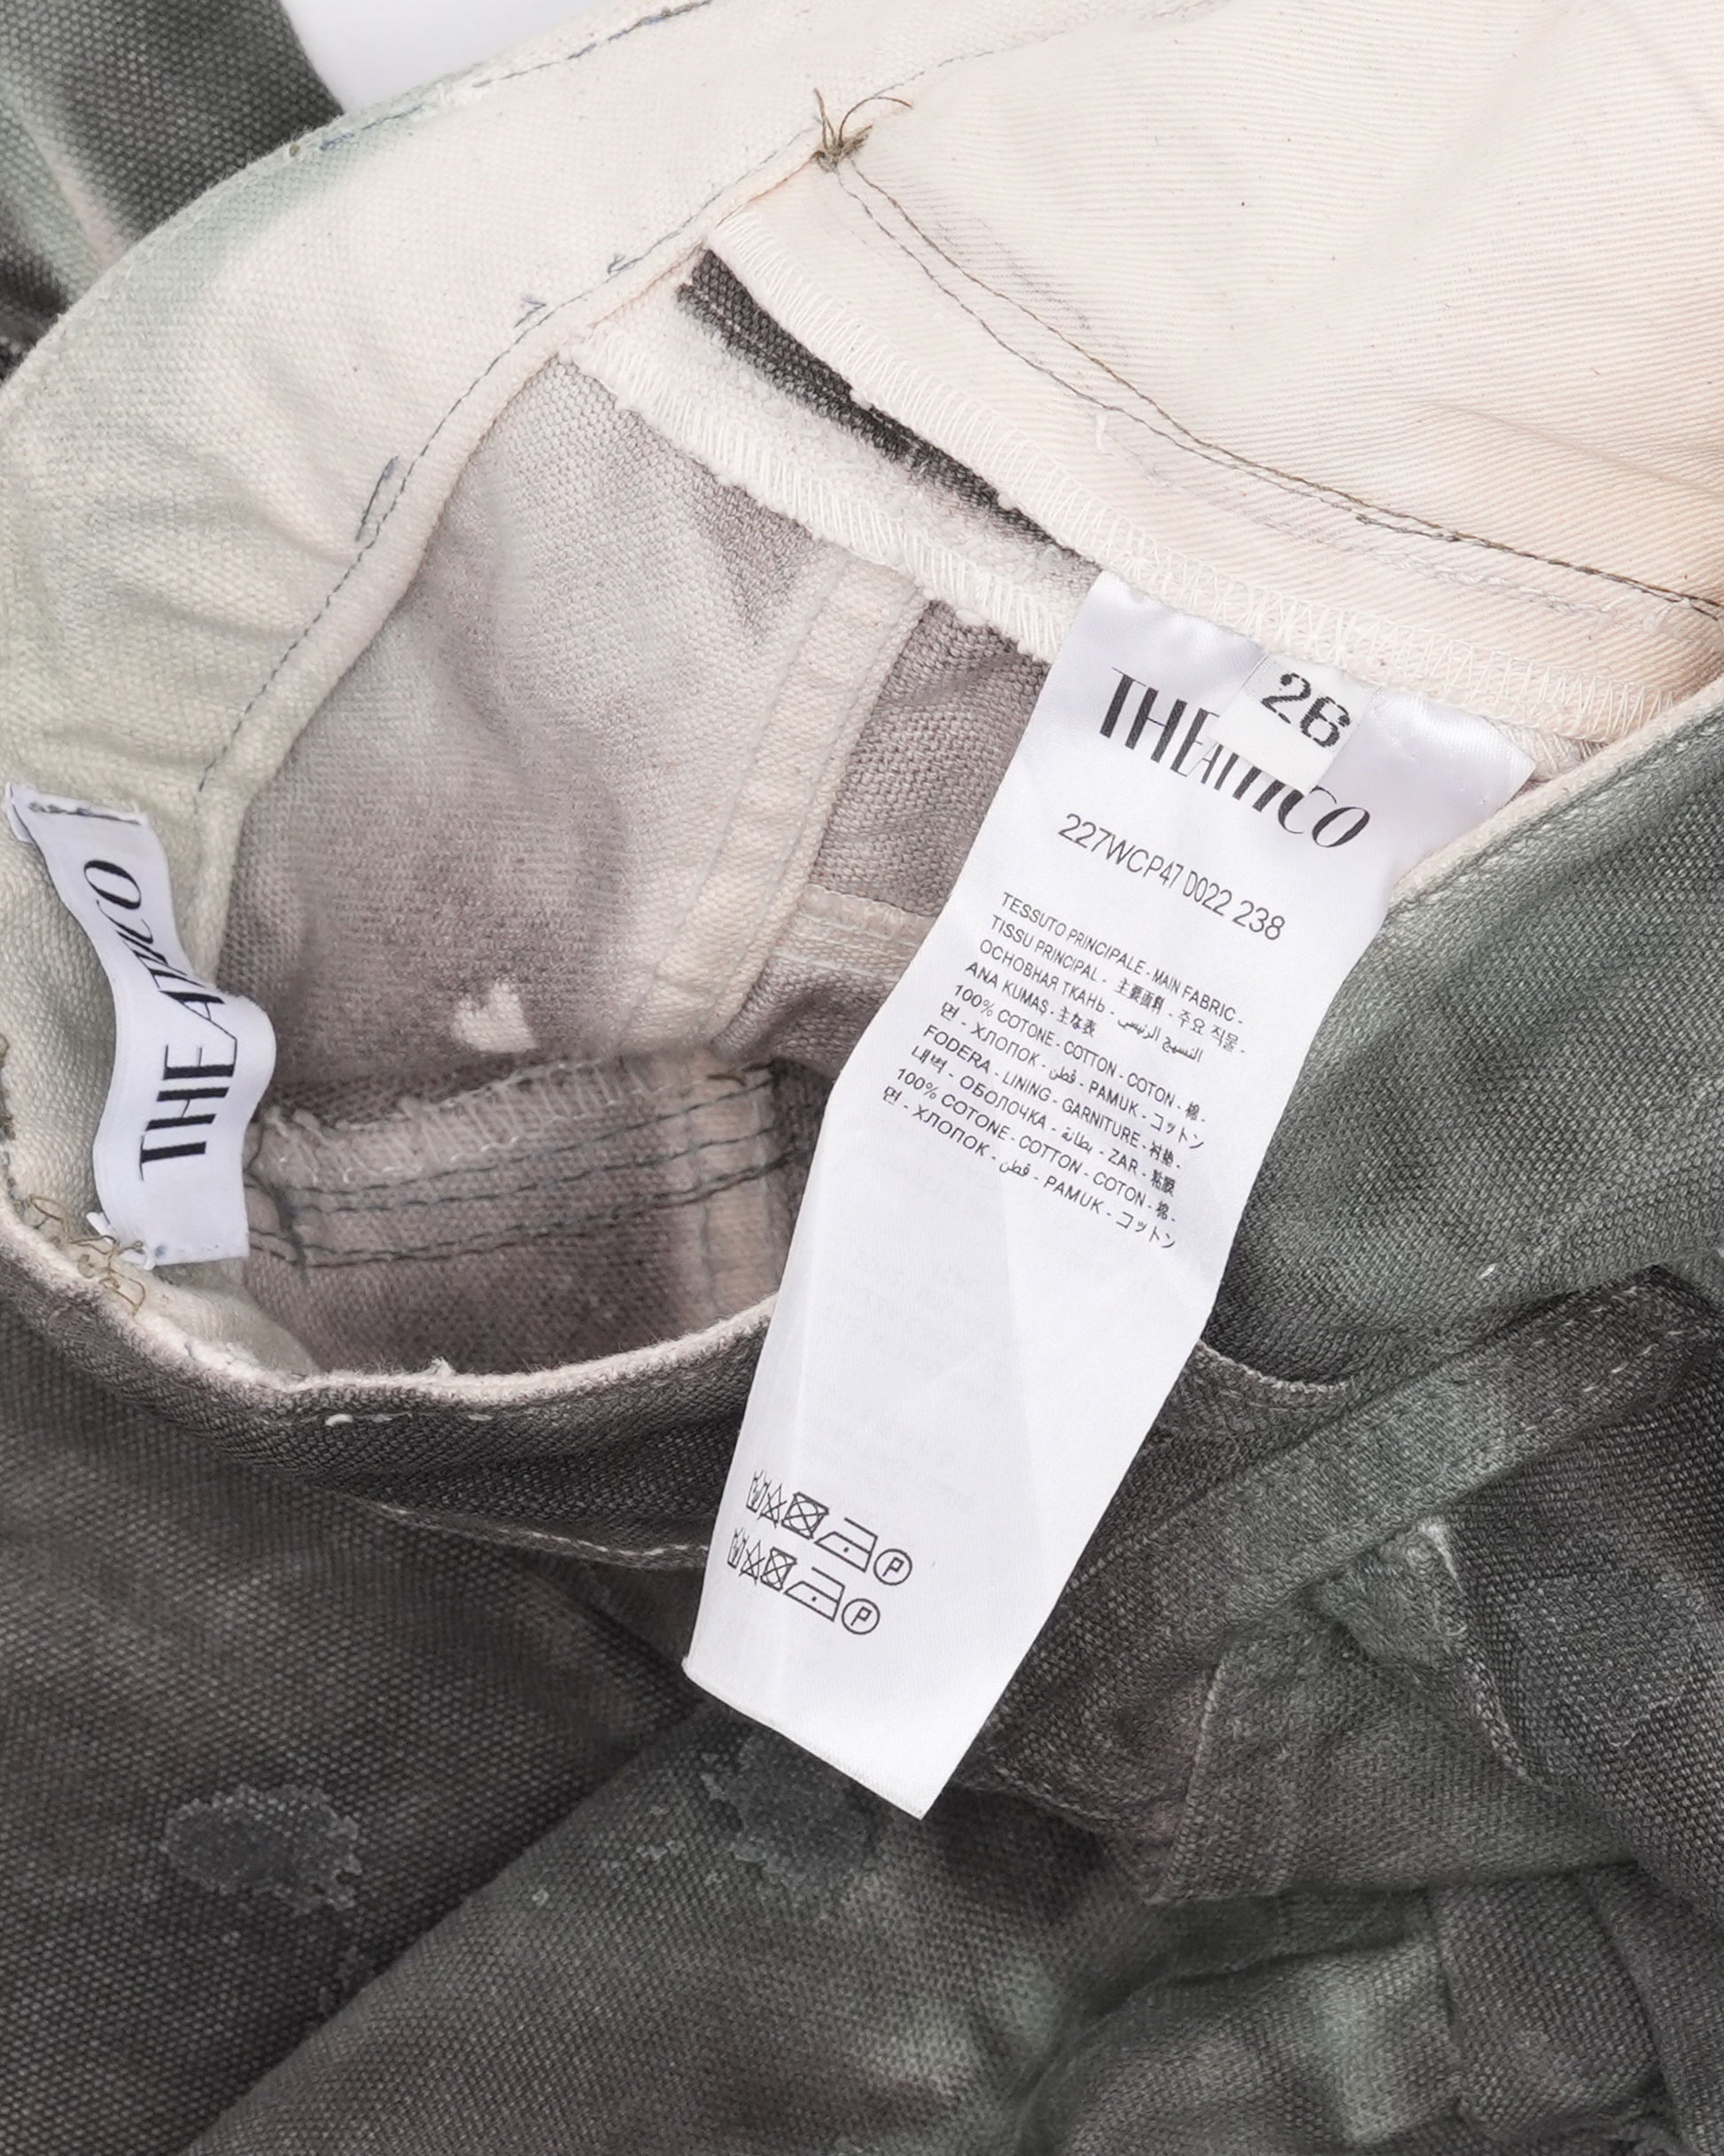 THE ATTICO
26
THE ATTICO
227WCP47 D022 238
TESSUTO PRINCIPALE - MAIN FABRIC -
TISSU PRINCIPAL - 主要面料 - 주요 직물 -
ОСНОВНАЯ ТКАНЬ - النسيج الرئيسي -
ANA KUMAŞ - 主な表
100% COTONE - COTTON - COTON - 棉 -
면 - ХЛОПОК - قطن - PAMUK - コットン
FODERA - LINING - GARNITURE - 衬垫 -
내벽 - ОБОЛОЧКА - بطانة - ZAR - 粘膜
100% COTONE - COTTON - COTON - 棉 -
면 - ХЛОПОК - قطن - PAMUK - コットン
P
P